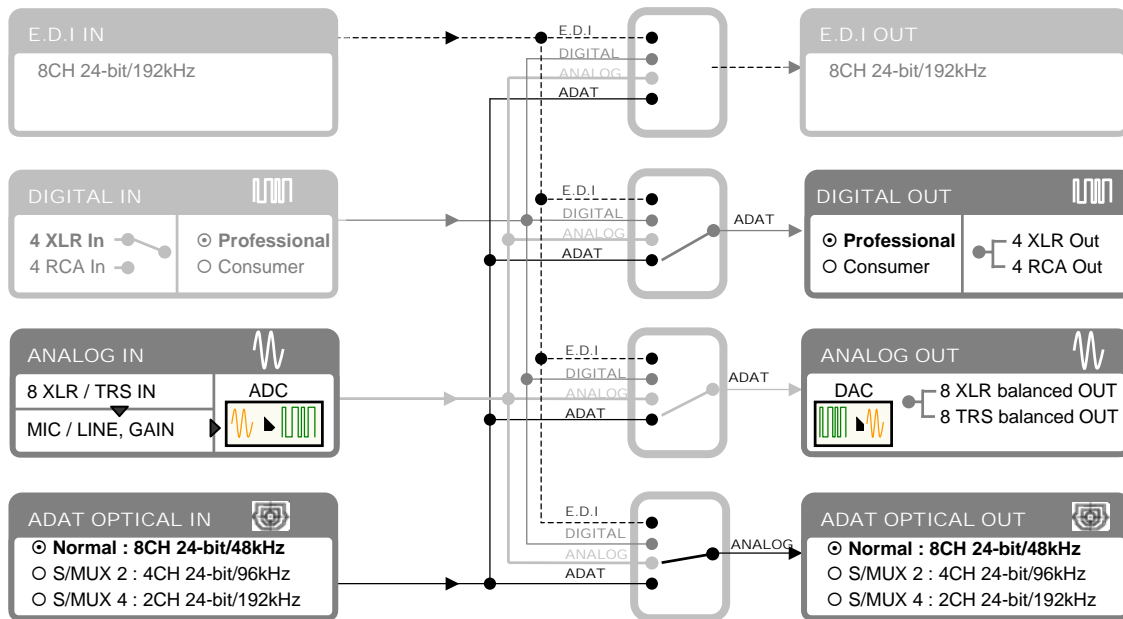 E.D.I IN
8CH 24-bit/192kHz
E.D.I
DIGITAL
ANALOG
ADAT
E.D.I OUT
8CH 24-bit/192kHz
DIGITAL IN
4 XLR In
4 RCA In
Professional
Consumer
E.D.I
DIGITAL
ANALOG
ADAT
ADAT
DIGITAL OUT
Professional
Consumer
4 XLR Out
4 RCA Out
ANALOG IN
8 XLR / TRS IN
MIC / LINE, GAIN
ADC
E.D.I
DIGITAL
ANALOG
ADAT
ADAT
ANALOG OUT
DAC
8 XLR balanced OUT
8 TRS balanced OUT
ADAT OPTICAL IN
Normal : 8CH 24-bit/48kHz
S/MUX 2 : 4CH 24-bit/96kHz
S/MUX 4 : 2CH 24-bit/192kHz
E.D.I
DIGITAL
ANALOG
ADAT
ANALOG
ADAT OPTICAL OUT
Normal : 8CH 24-bit/48kHz
S/MUX 2 : 4CH 24-bit/96kHz
S/MUX 4 : 2CH 24-bit/192kHz